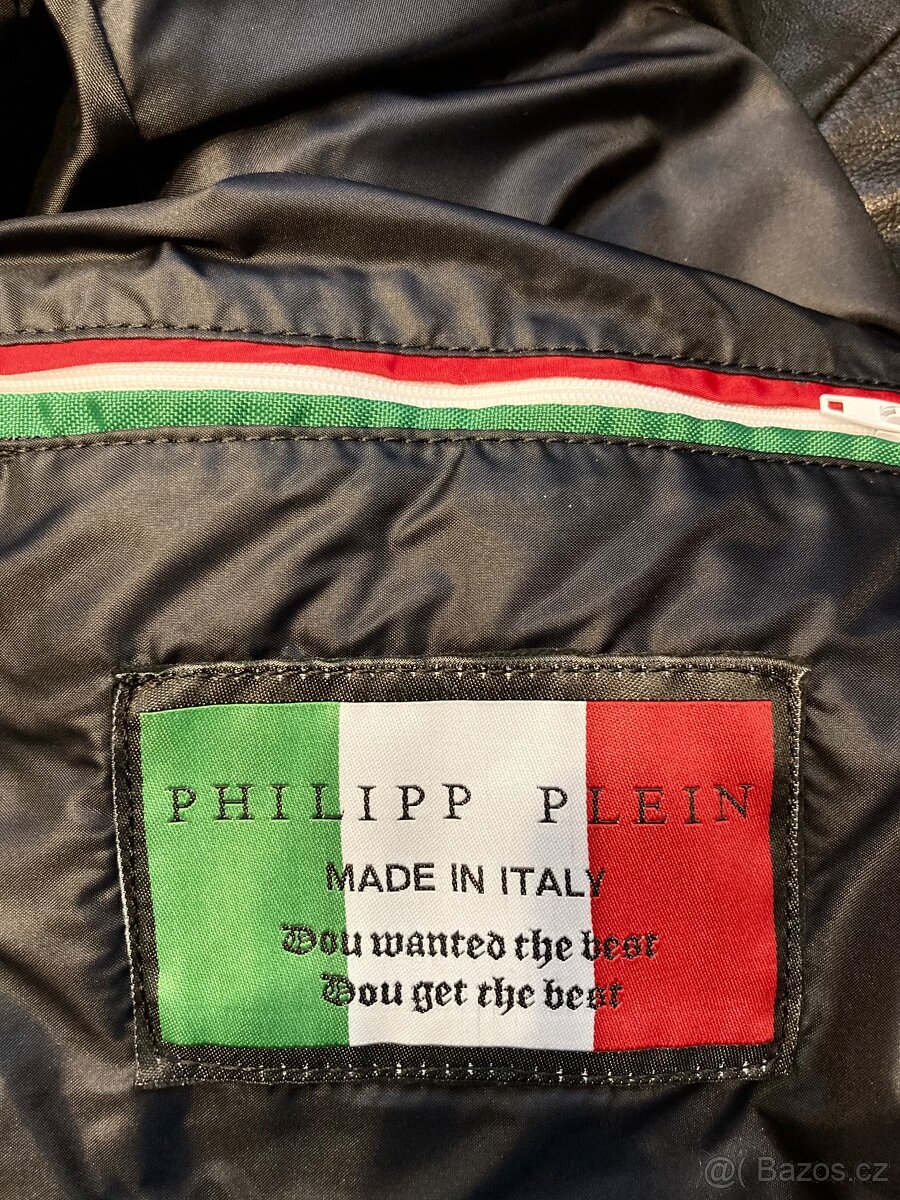 PHILIPP PLEIN
MADE IN ITALY
You wanted the best
You get the best
@( Bazos.cz